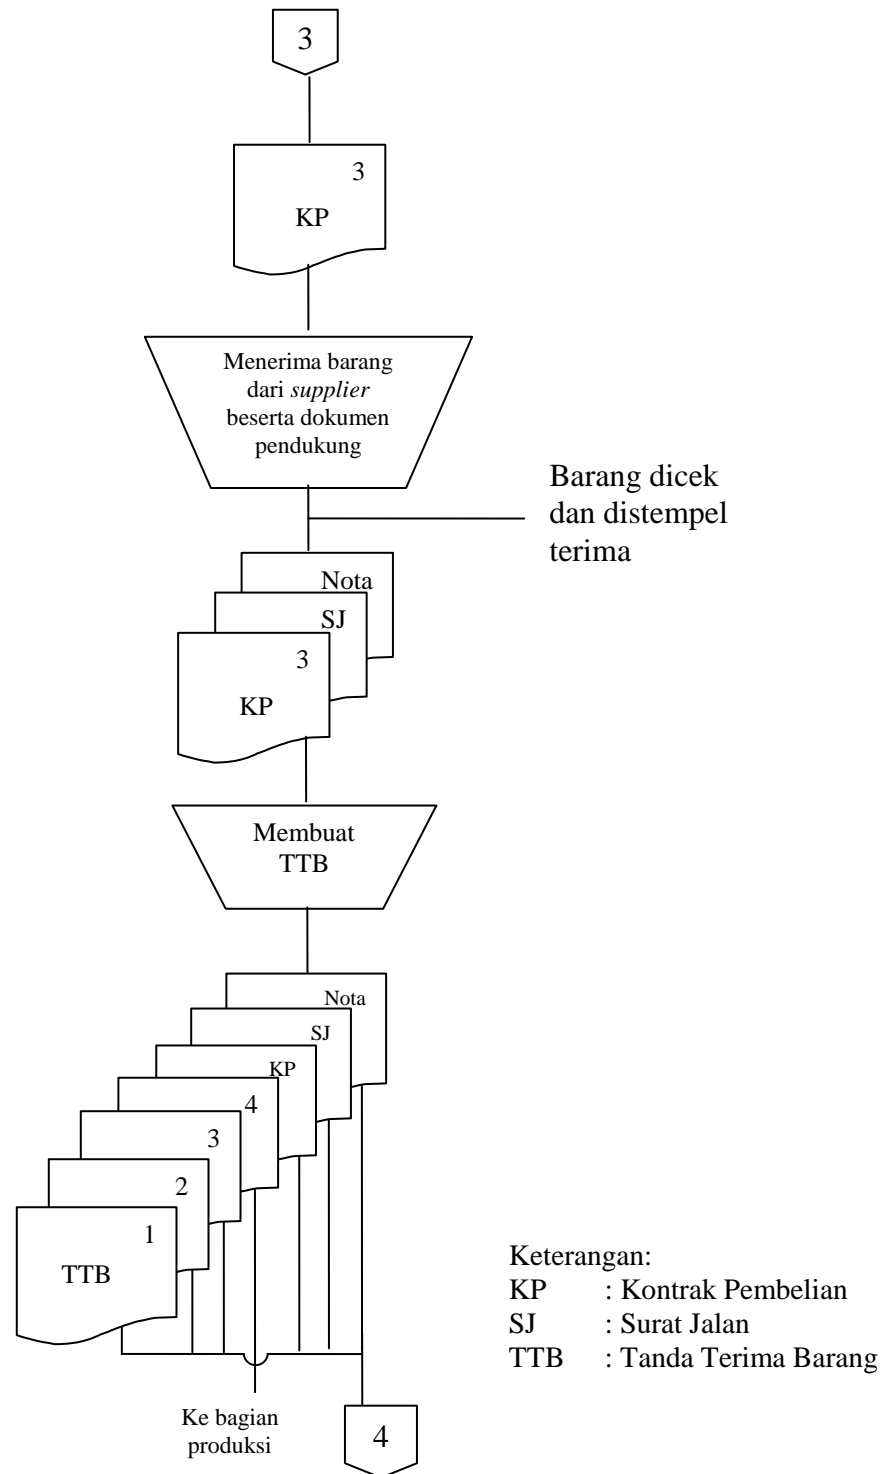 3
3
KP
Menerima barang
dari supplier
beserta dokumen
pendukung
Barang dicek
dan distempel
terima
Nota
SJ
3
KP
Membuat
TTB
Nota
SJ
KP
4
3
2
1
TTB
Keterangan:
KP : Kontrak Pembelian
SJ : Surat Jalan
TTB : Tanda Terima Barang
Ke bagian
produksi
4